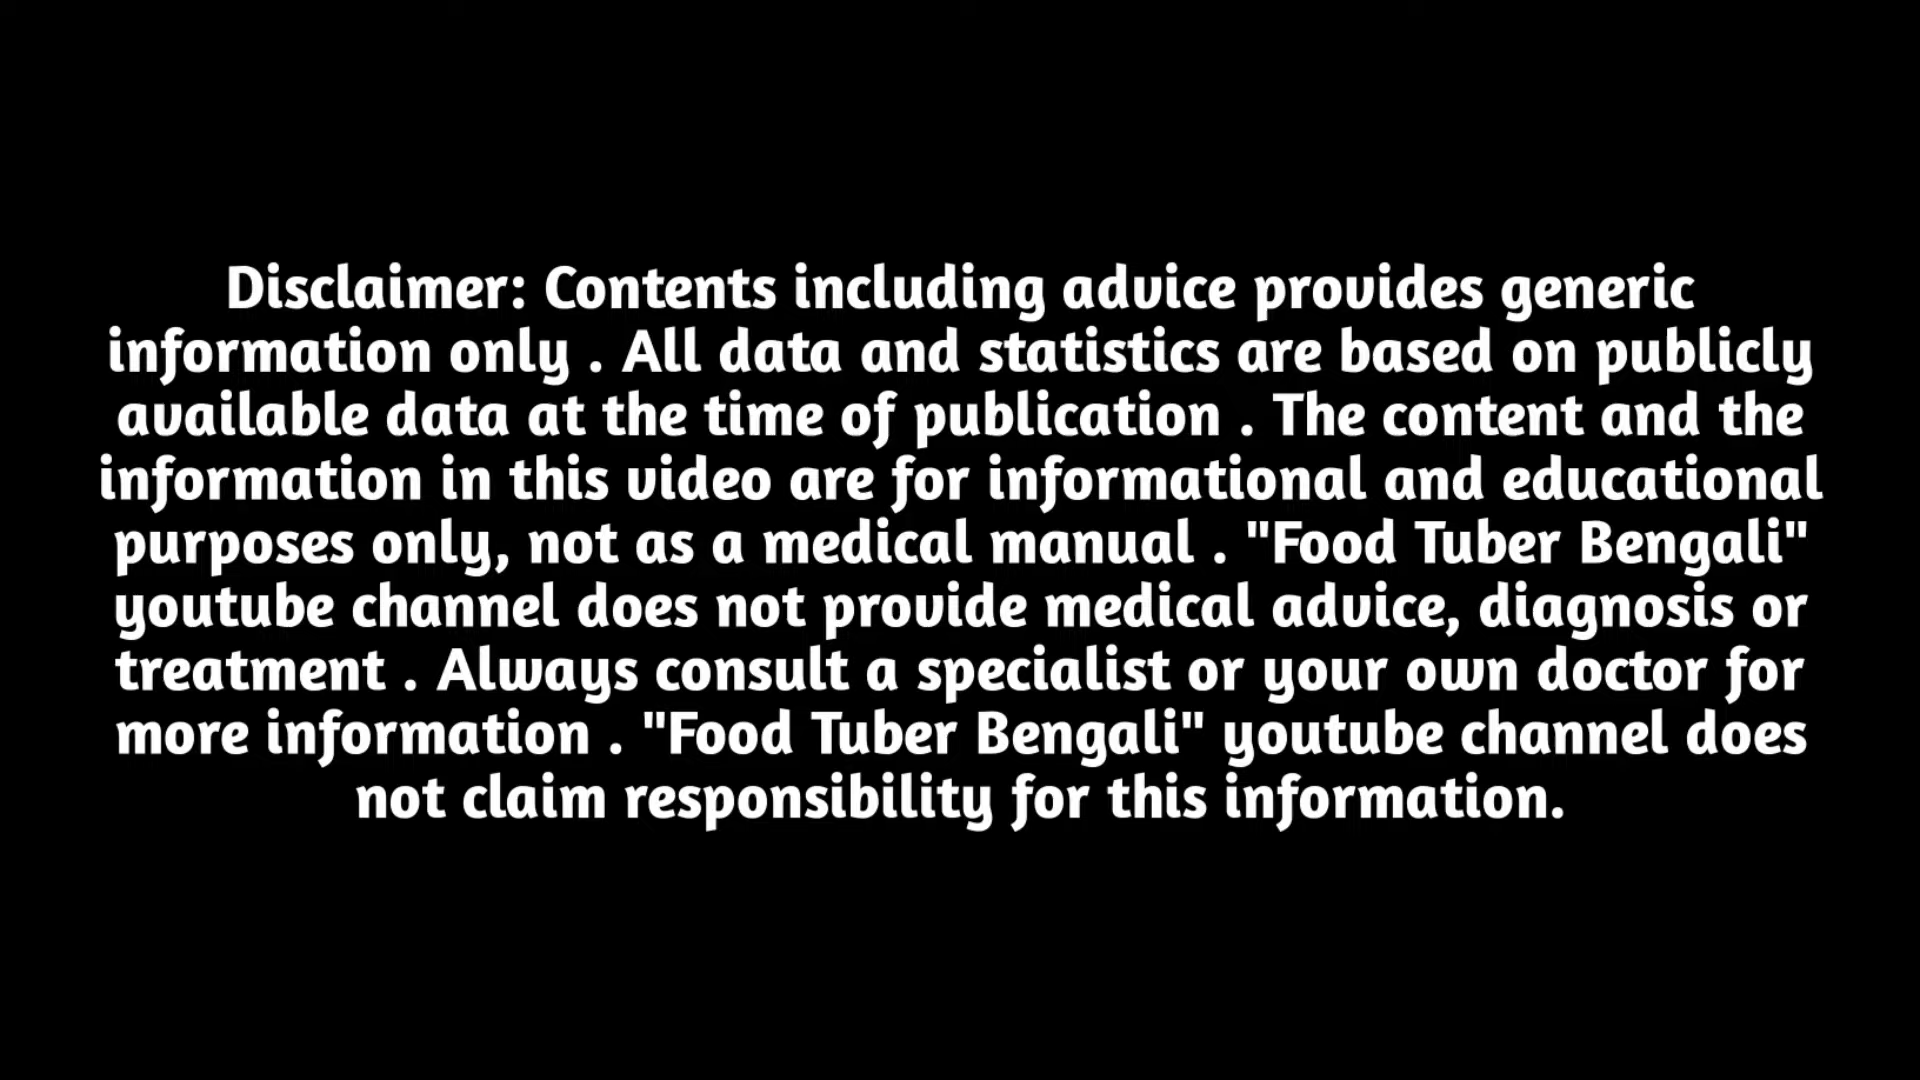 Disclaimer: Contents including advice provides generic
information only . All data and statistics are based on publicly
available data at the time of publication . The content and the
information in this video are for informational and educational
purposes only, not as a medical manual . "Food Tuber Bengali"
youtube channel does not provide medical advice, diagnosis or
treatment . Always consult a specialist or your own doctor for
more information . "Food Tuber Bengali" youtube channel does
not claim responsibility for this information.